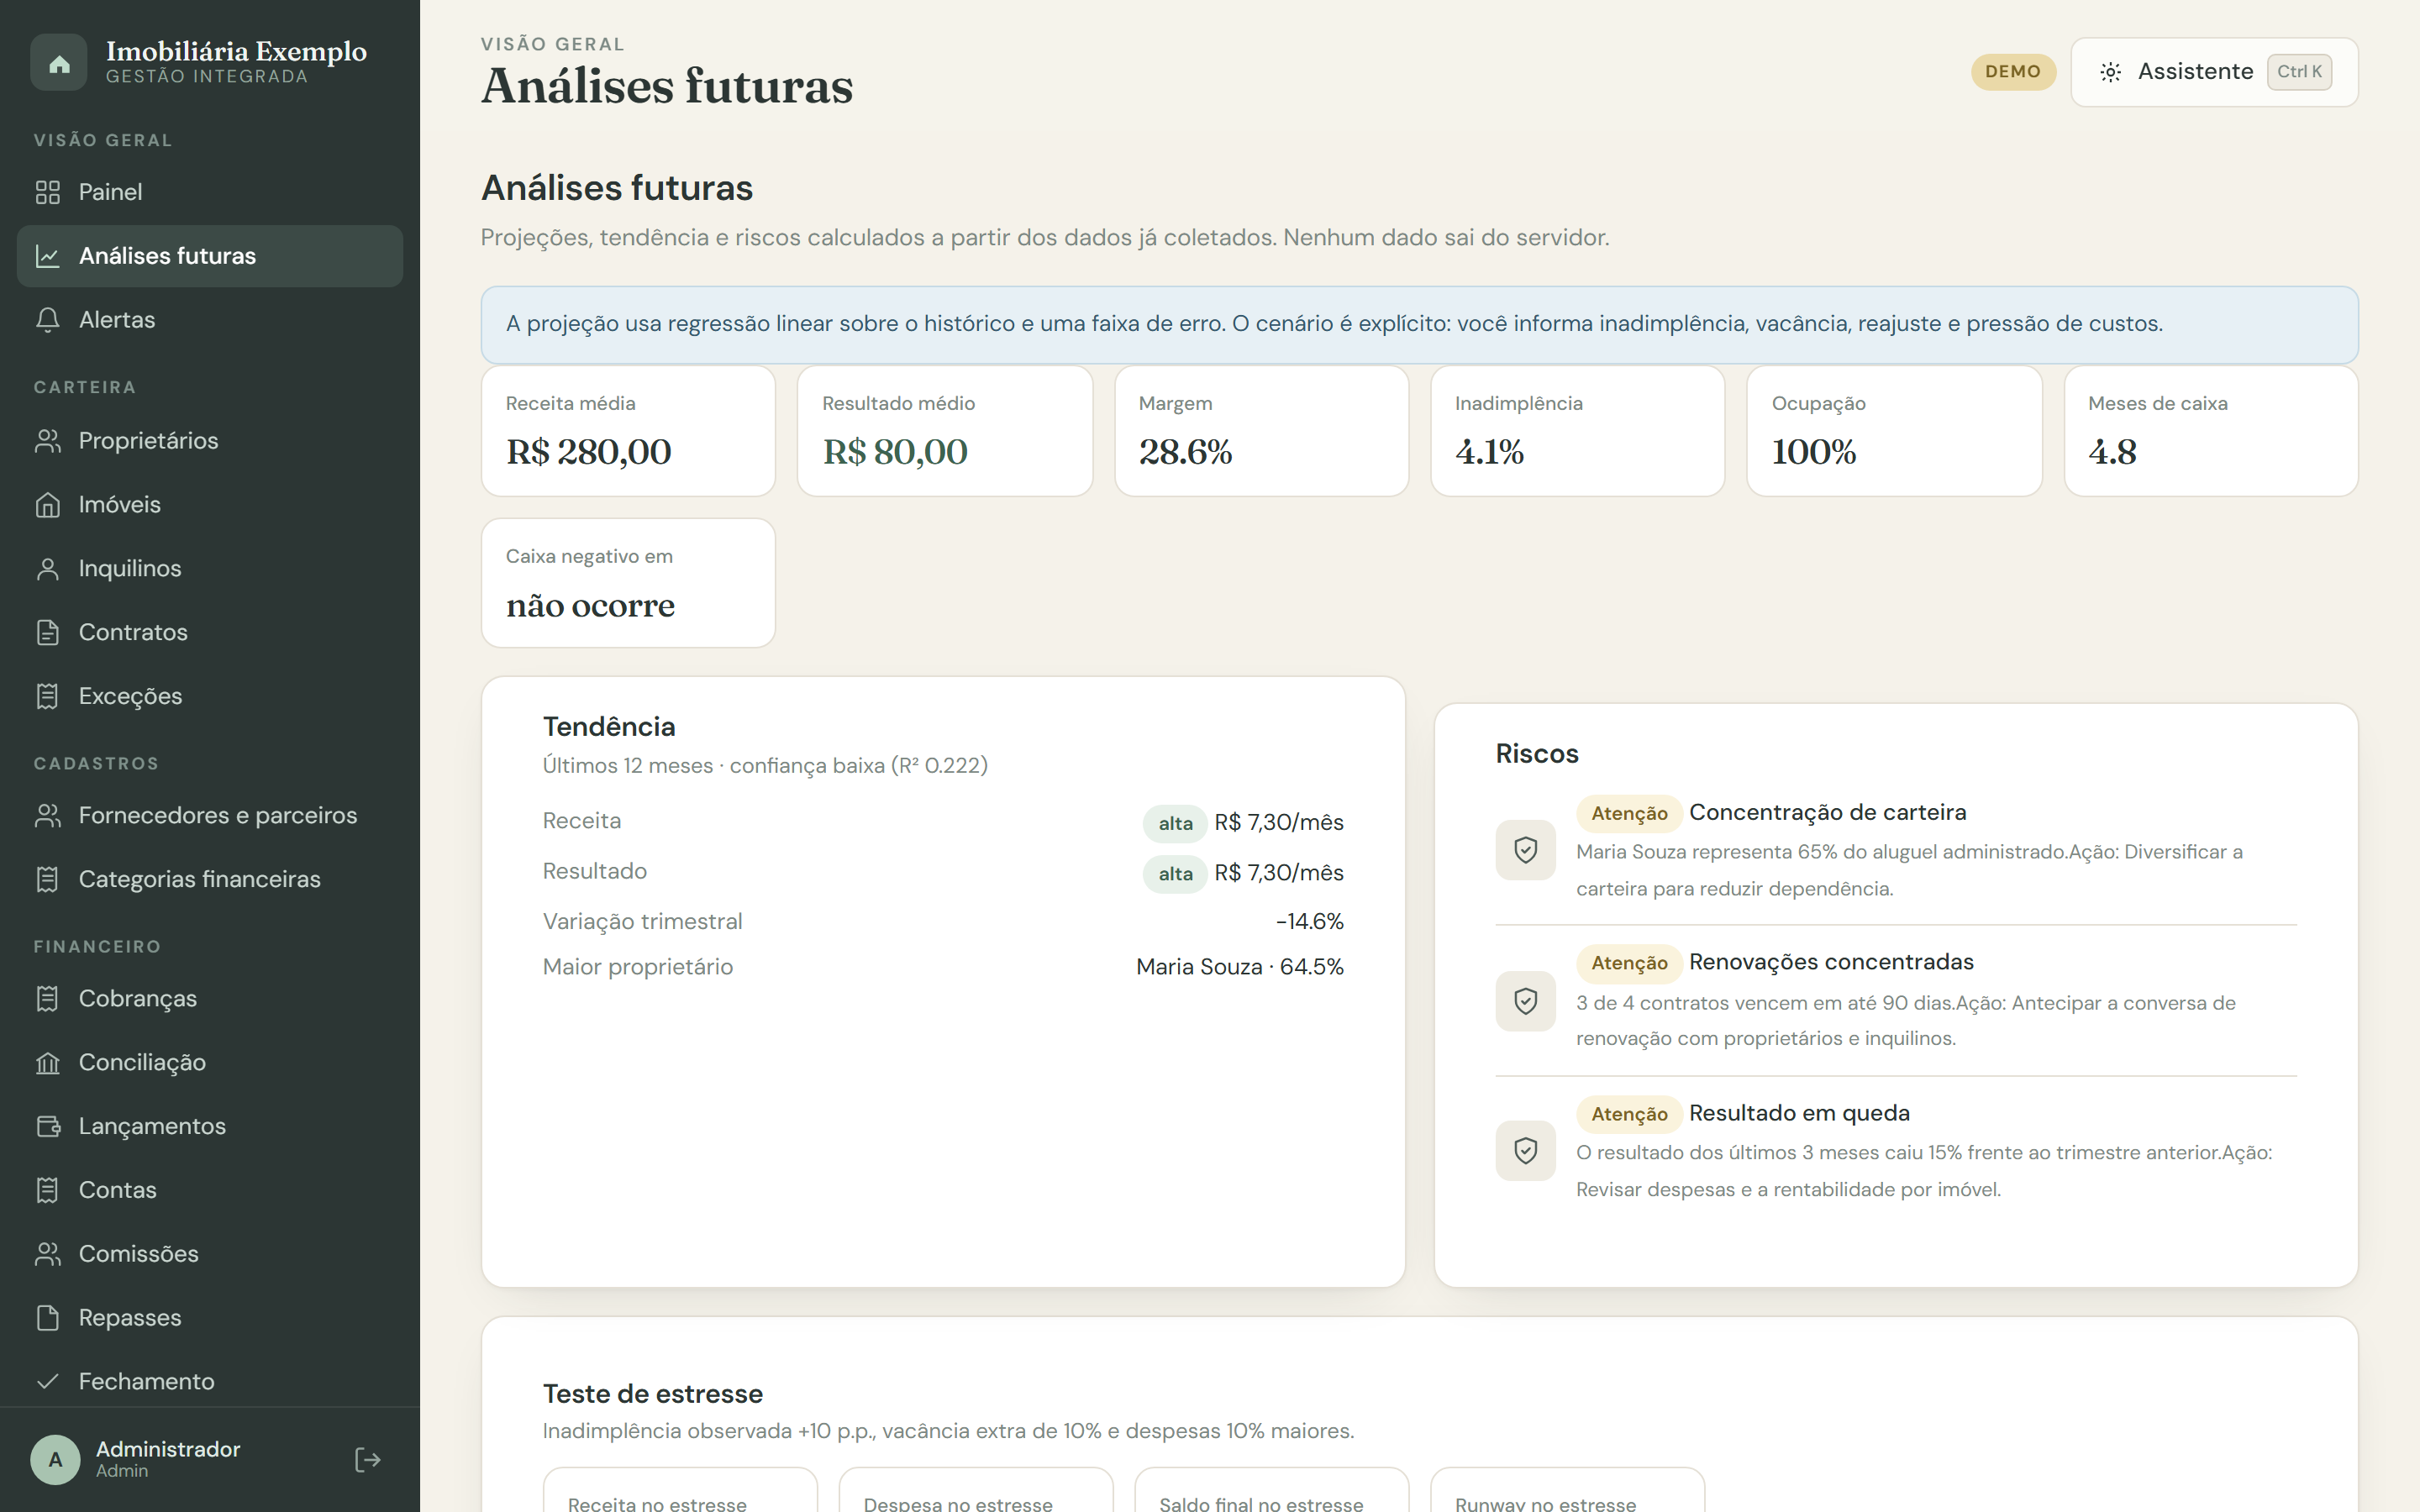 Imobiliária Exemplo
GESTÃO INTEGRADA
VISÃO GERAL
Painel
Análises futuras
Alertas
CARTEIRA
Proprietários
Imóveis
Inquilinos
Contratos
Exceções
CADASTROS
Fornecedores e parceiros
Categorias financeiras
FINANCEIRO
Cobranças
Conciliação
Lançamentos
Contas
Comissões
Repasses
Fechamento
A
Administrador
Admin
VISÃO GERAL
Análises futuras
DEMO
Assistente Ctrl K
Análises futuras
Projeções, tendência e riscos calculados a partir dos dados já coletados. Nenhum dado sai do servidor.
A projeção usa regressão linear sobre o histórico e uma faixa de erro. O cenário é explícito: você informa inadimplência, vacância, reajuste e pressão de custos.
Receita média
R$ 280,00
Resultado médio
R$ 80,00
Margem
28.6%
Inadimplência
4.1%
Ocupação
100%
Meses de caixa
4.8
Caixa negativo em
não ocorre
Tendência
Últimos 12 meses · confiança baixa (R² 0.222)
Receita alta R$ 7,30/mês
Resultado alta R$ 7,30/mês
Variação trimestral -14.6%
Maior proprietário Maria Souza · 64.5%
Riscos
Atenção Concentração de carteira
Maria Souza representa 65% do aluguel administrado.Ação: Diversificar a
carteira para reduzir dependência.
Atenção Renovações concentradas
3 de 4 contratos vencem em até 90 dias.Ação: Antecipar a conversa de
renovação com proprietários e inquilinos.
Atenção Resultado em queda
O resultado dos últimos 3 meses caiu 15% frente ao trimestre anterior.Ação:
Revisar despesas e a rentabilidade por imóvel.
Teste de estresse
Inadimplência observada +10 p.p., vacância extra de 10% e despesas 10% maiores.
Receita no estresse
Despesa no estresse
Saldo final no estresse
Runway no estresse